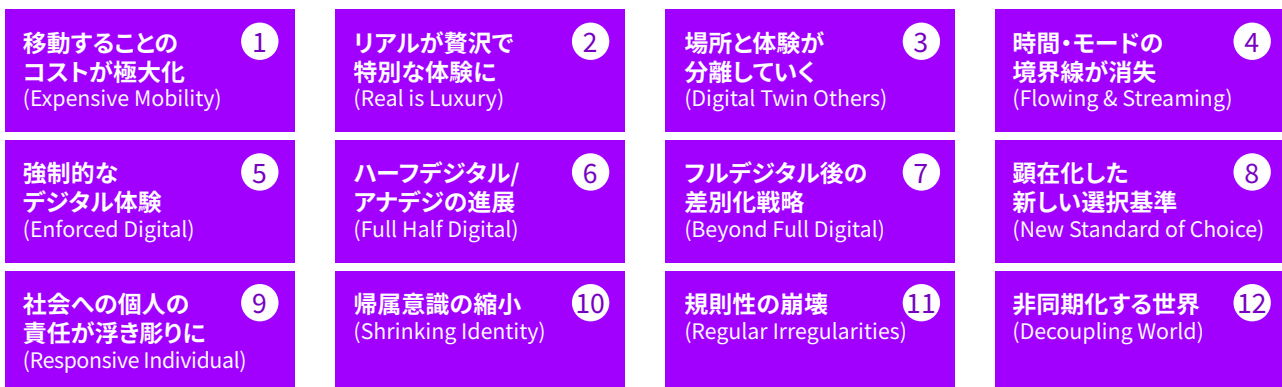 移動することの
コストが極大化
(Expensive Mobility)
1
リアルが贅沢で
特別な体験に
(Real is Luxury)
2
場所と体験が
分離していく
(Digital Twin Others)
3
時間・モードの
境界線が消失
(Flowing & Streaming)
4
強制的な
デジタル体験
(Enforced Digital)
5
ハーフデジタル/
アナデジの進展
(Full Half Digital)
6
フルデジタル後の
差別化戦略
(Beyond Full Digital)
7
顕在化した
新しい選択基準
(New Standard of Choice)
8
社会への個人の
責任が浮き彫りに
(Responsive Individual)
9
帰属意識の縮小
(Shrinking Identity)
10
規則性の崩壊
(Regular Irregularities)
11
非同期化する世界
(Decoupling World)
12